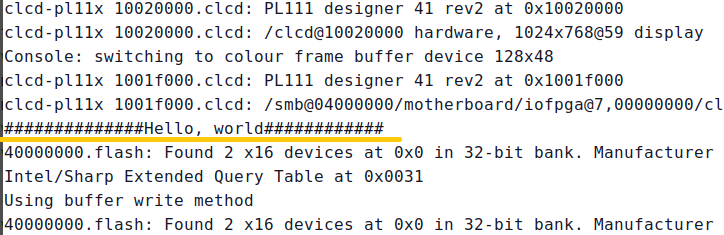 clcd-pl11x 10020000.clcd: PL111 designer 41 rev2 at 0x10020000
clcd-pl11x 10020000.clcd: /clcd@10020000 hardware, 1024x768@59 display
Console: switching to colour frame buffer device 128x48
clcd-pl11x 1001f000.clcd: PL111 designer 41 rev2 at 0x1001f000
clcd-pl11x 1001f000.clcd: /smb@04000000/motherboard/iofpga@7,00000000/cl
##############Hello, world############
40000000.flash: Found 2 x16 devices at 0x0 in 32-bit bank. Manufacturer
Intel/Sharp Extended Query Table at 0x0031
Using buffer write method
40000000.flash: Found 2 x16 devices at 0x0 in 32-bit bank. Manufacturer